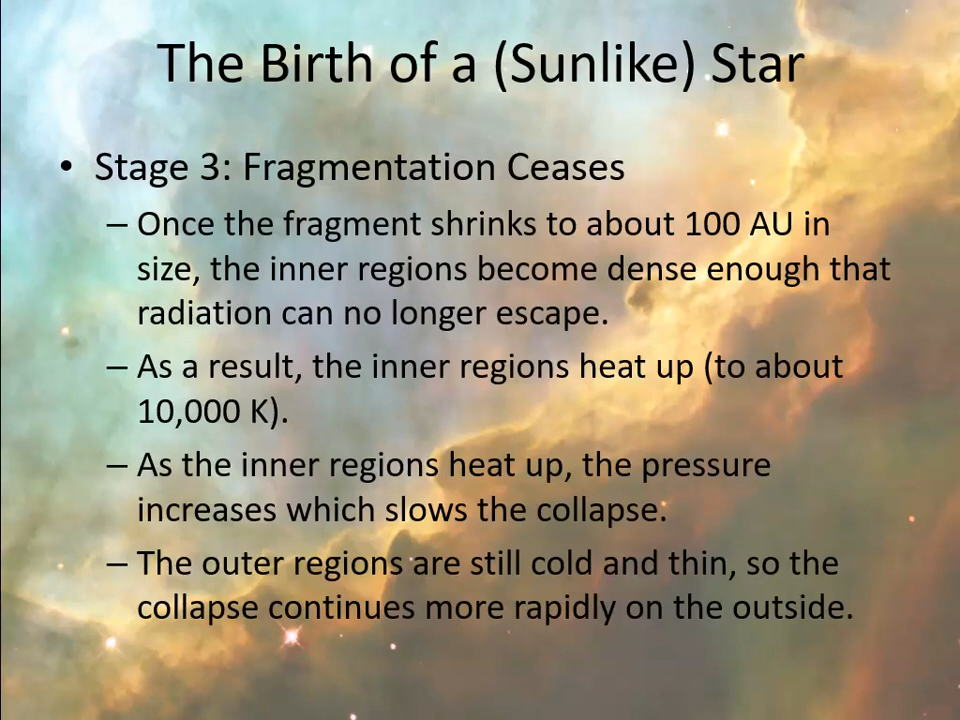 The Birth of a (Sunlike) Star
• Stage 3: Fragmentation Ceases
– Once the fragment shrinks to about 100 AU in
size, the inner regions become dense enough that
radiation can no longer escape.
– As a result, the inner regions heat up (to about
10,000 K).
– As the inner regions heat up, the pressure
increases which slows the collapse.
– The outer regions are still cold and thin, so the
collapse continues more rapidly on the outside.